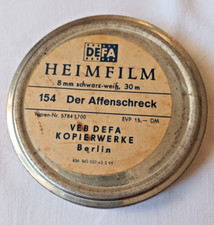 DEFA
HEIMFILM
8 mm schwarz-weiß, 30 m
154 Der Affenschreck
EVP 15,— DM
VEB DEFA
KOPIERWERKE
Berlin